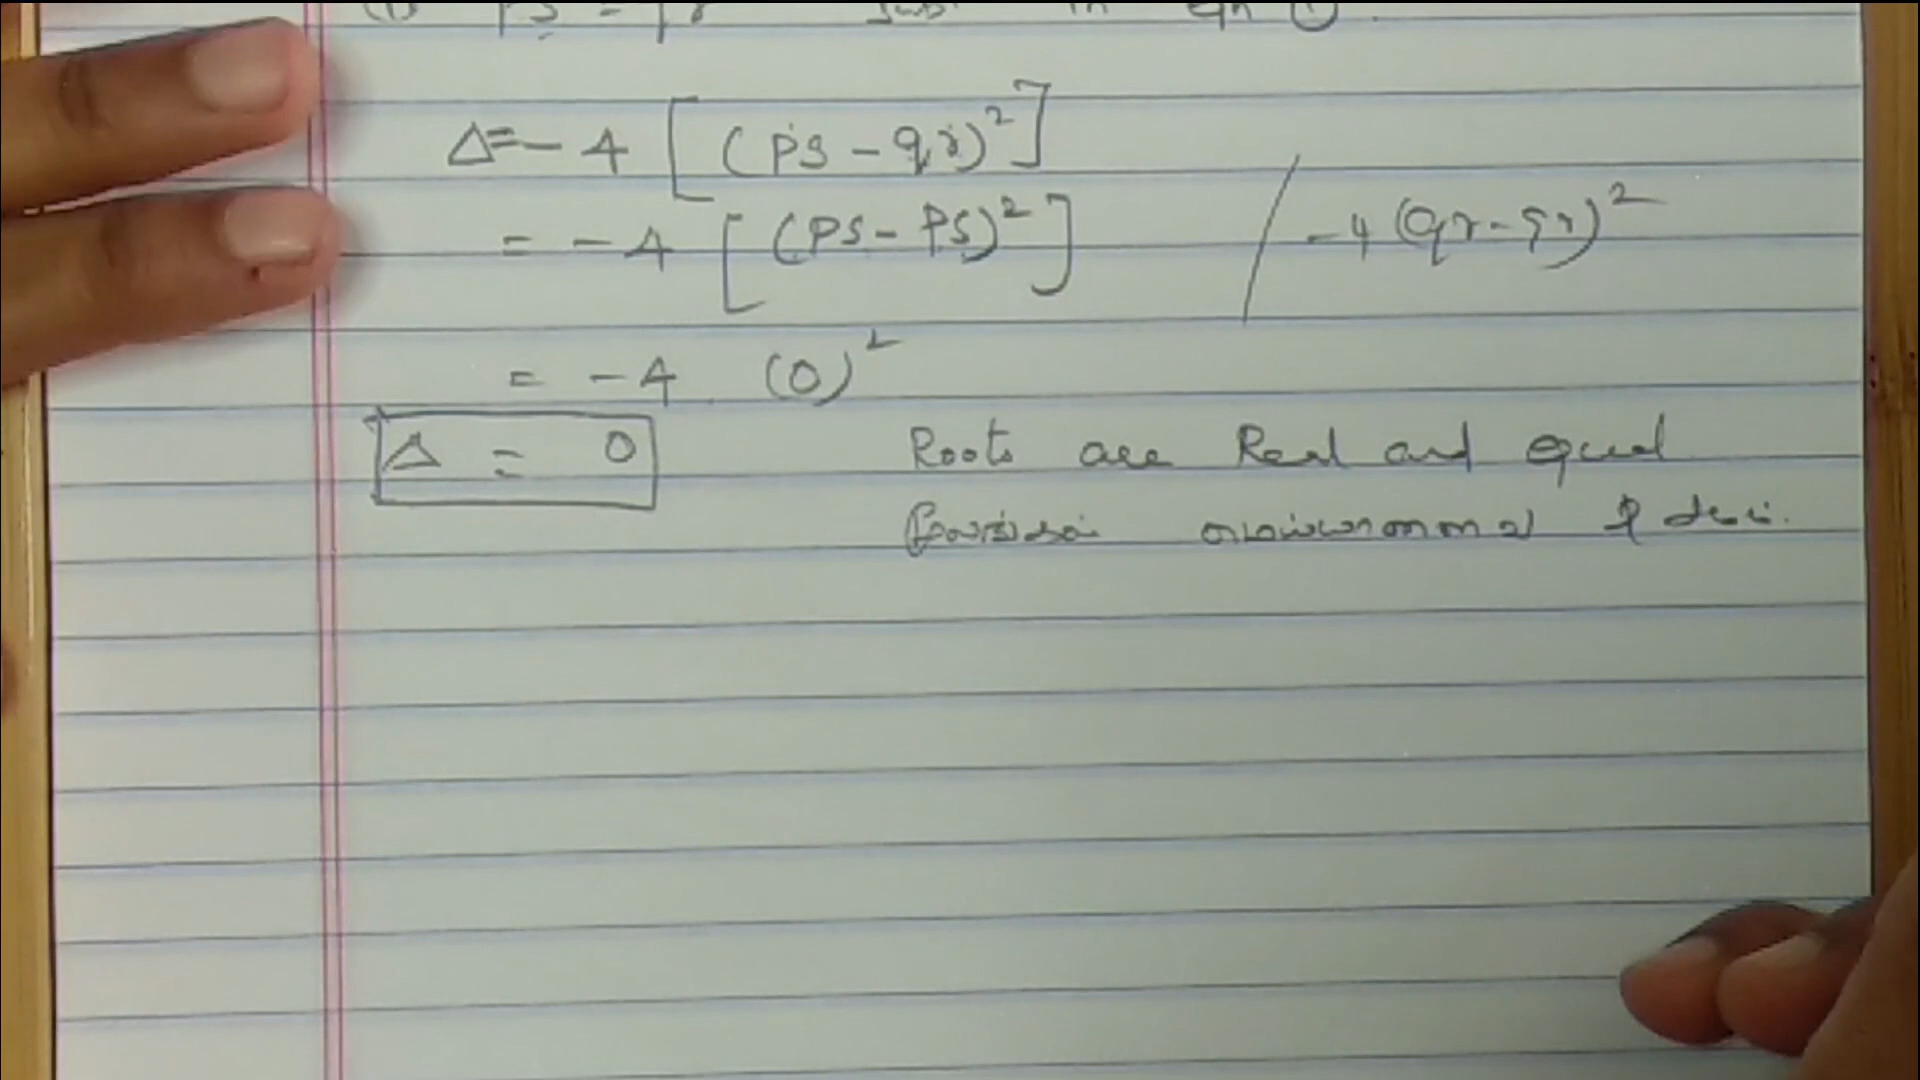 Δ = - 4 [(ps - qr)²]
= - 4 [(ps - ps)²] / -4 (qr - qr)²
= - 4 (0)²
Δ = 0 Roots are Real and equal